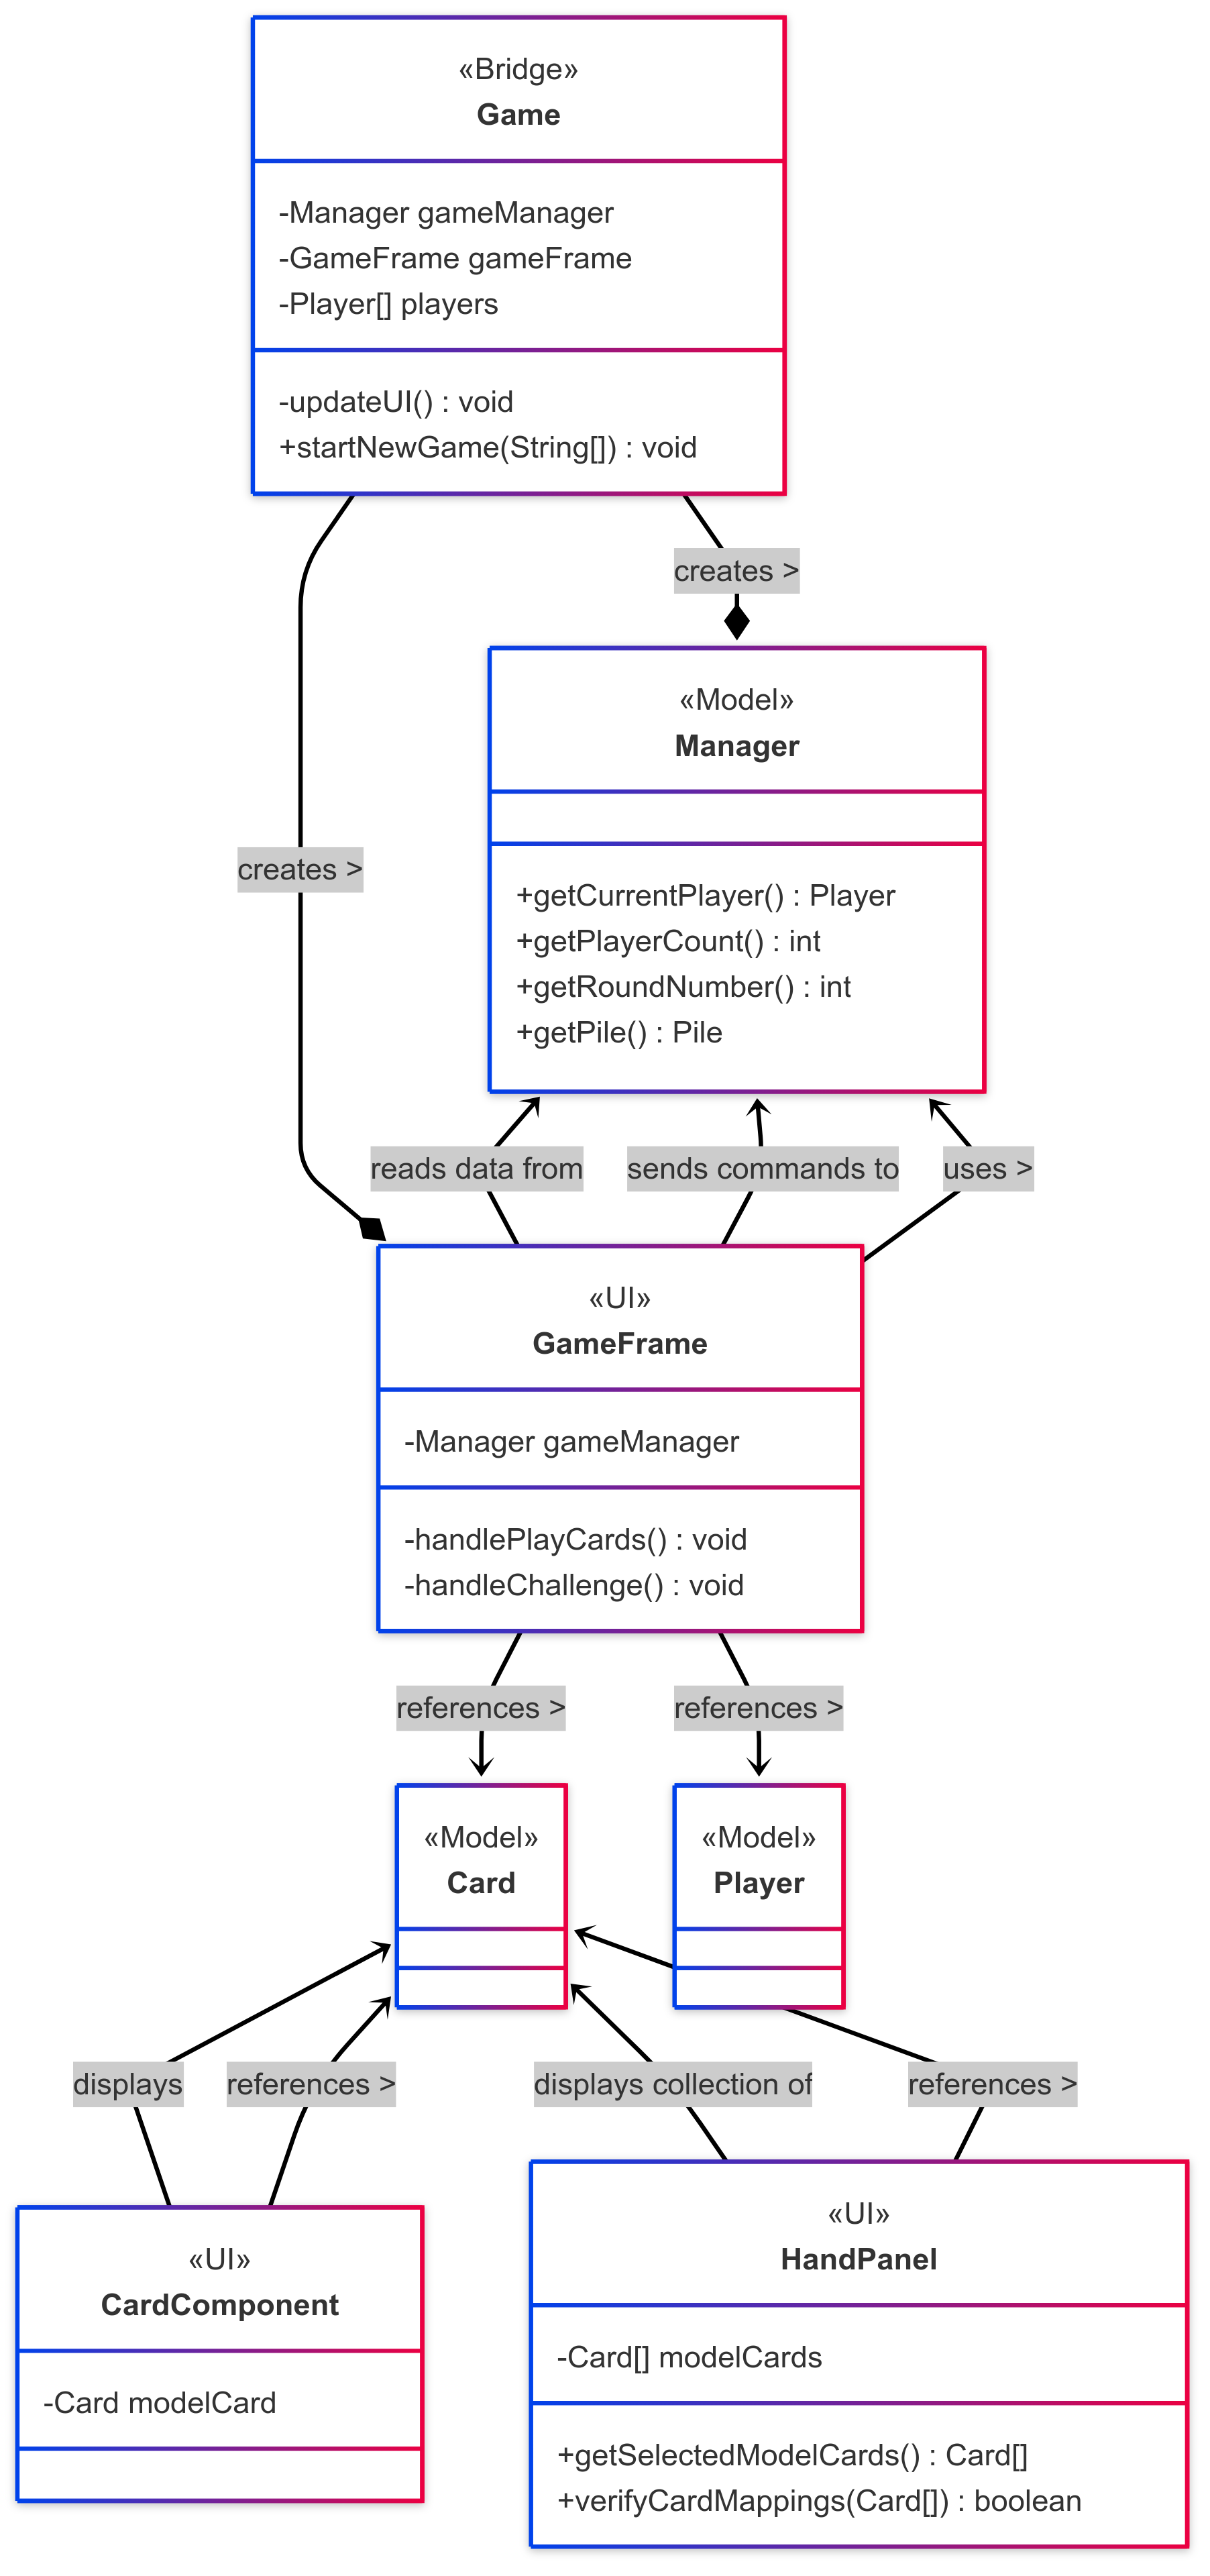 «Bridge»
Game
-Manager gameManager
-GameFrame gameFrame
-Player[] players
-updateUI() : void
+startNewGame(String[]) : void
creates >
«Model»
Manager
creates >
+getCurrentPlayer() : Player
+getPlayerCount() : int
+getRoundNumber() : int
+getPile() : Pile
reads data from
sends commands to
uses >
«UI»
GameFrame
-Manager gameManager
-handlePlayCards() : void
-handleChallenge() : void
references >
references >
«Model»
Card
«Model»
Player
displays
references >
displays collection of
references >
«UI»
CardComponent
-Card modelCard
«UI»
HandPanel
-Card[] modelCards
+getSelectedModelCards() : Card[]
+verifyCardMappings(Card[]) : boolean